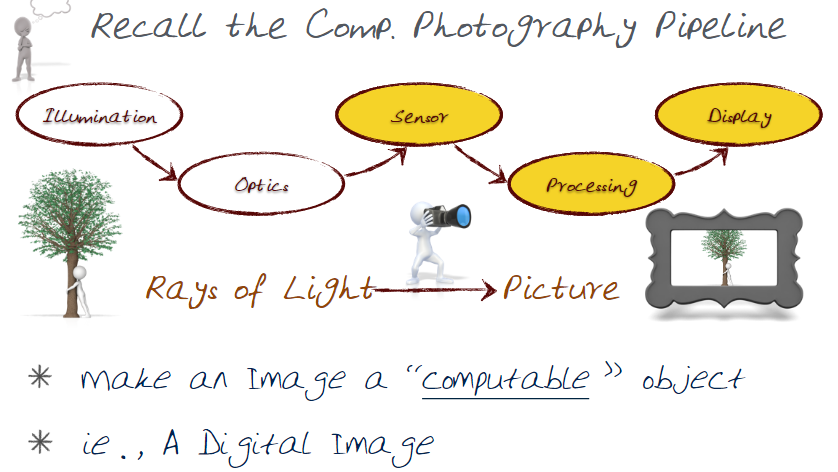 Recall the Comp. Photography Pipeline
Illumination
Optics
Sensor
Processing
Display
Rays of Light
Picture
* make an Image a “computable” object
* ie., A Digital Image